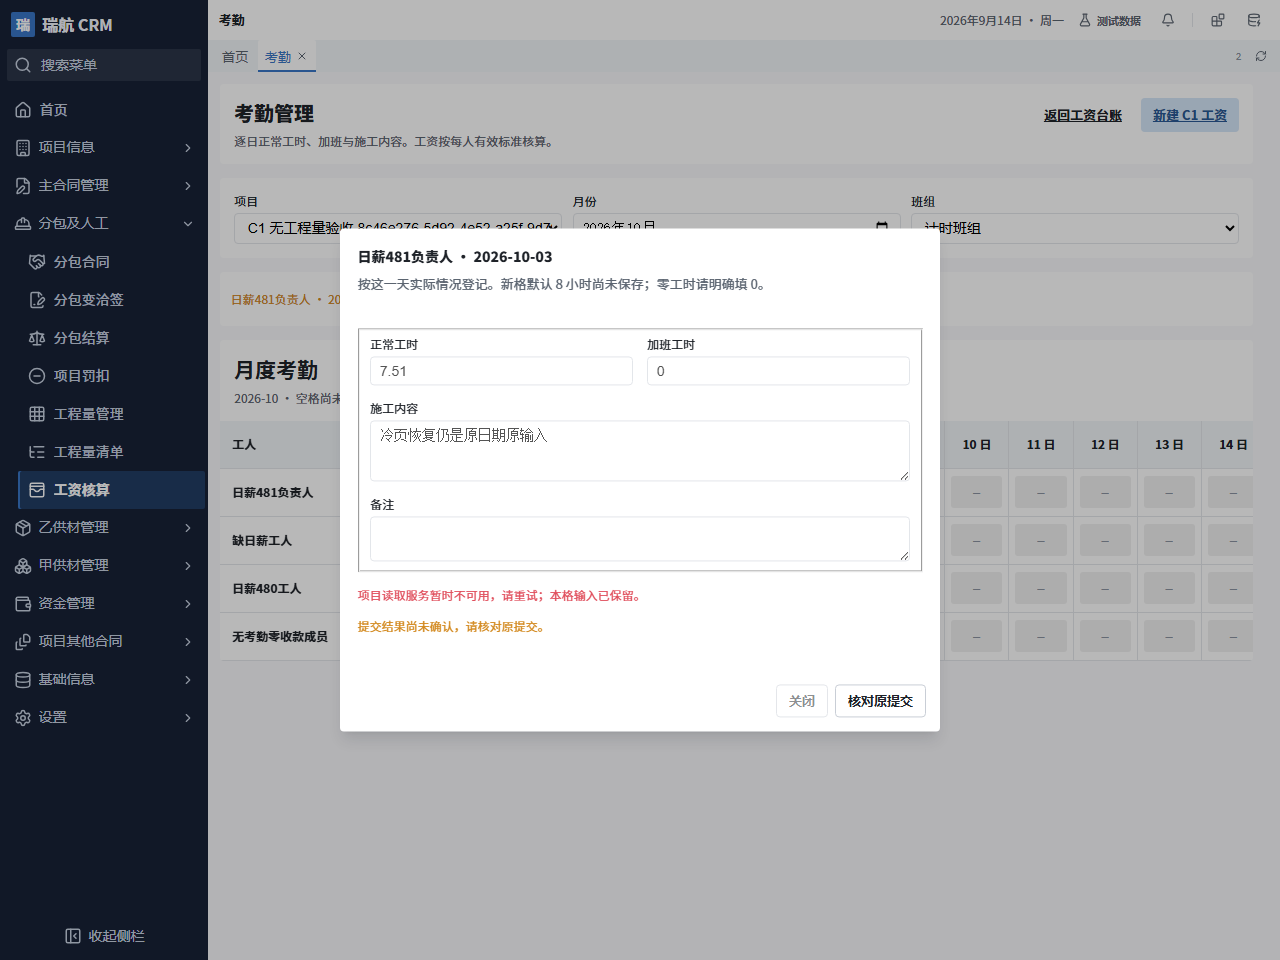 瑞 瑞航 CRM
搜索菜单
首页
项目信息
主合同管理
分包及人工
分包合同
分包变洽签
分包结算
项目罚扣
工程量管理
工程量清单
工资核算
乙供材管理
甲供材管理
资金管理
项目其他合同
基础信息
设置
收起侧栏
考勤
2026年9月14日 · 周一
测试数据
首页
考勤 ×
2
考勤管理
逐日正常工时、加班与施工内容。工资按每人有效标准核算。
返回工资台账
新建 C1 工资
项目
月份
班组
C1 无工程量验收
2026年10月
计时班组
日薪481负责人 · 20
月度考勤
2026-10 · 空格尚未
工人
10 日
11 日
12 日
13 日
14 日
日薪481负责人
– – – – –
缺日薪工人
– – – – –
日薪480工人
– – – – –
无考勤零收款成员
– – – – –
日薪481负责人 · 2026-10-03
按这一天实际情况登记。新格默认 8 小时尚未保存；零工时请明确填 0。
正常工时
加班工时
7.51
0
施工内容
冷页恢复仍是原日期原输入
备注
项目读取服务暂时不可用，请重试；本格输入已保留。
提交结果尚未确认，请核对原提交。
关闭
核对原提交